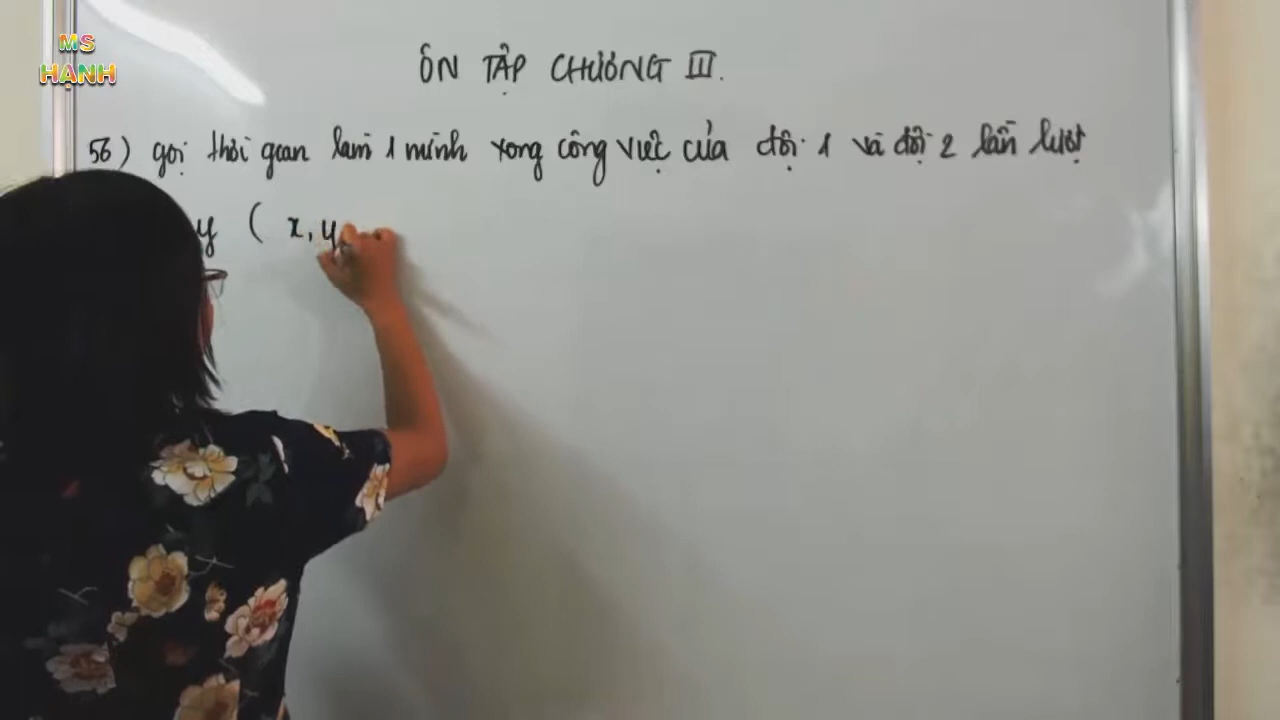 MS
HẠNH
ÔN TẬP CHƯƠNG III.
56) gọi thời gian làm 1 mình xong công việc của đội 1 và đội 2 lần lượt
y ( x, y